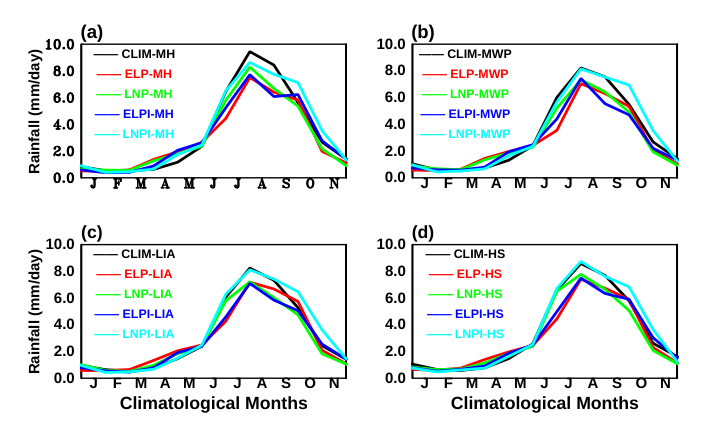 (a)
Rainfall (mm/day)
10.0
8.0
6.0
4.0
2.0
0.0
CLIM-MH
ELP-MH
LNP-MH
ELPI-MH
LNPI-MH
J F M A M J J A S O N
(b)
10.0
8.0
6.0
4.0
2.0
0.0
CLIM-MWP
ELP-MWP
LNP-MWP
ELPI-MWP
LNPI-MWP
J F M A M J J A S O N
(c)
Rainfall (mm/day)
10.0
8.0
6.0
4.0
2.0
0.0
CLIM-LIA
ELP-LIA
LNP-LIA
ELPI-LIA
LNPI-LIA
J F M A M J J A S O N
Climatological Months
(d)
10.0
8.0
6.0
4.0
2.0
0.0
CLIM-HS
ELP-HS
LNP-HS
ELPI-HS
LNPI-HS
J F M A M J J A S O N
Climatological Months